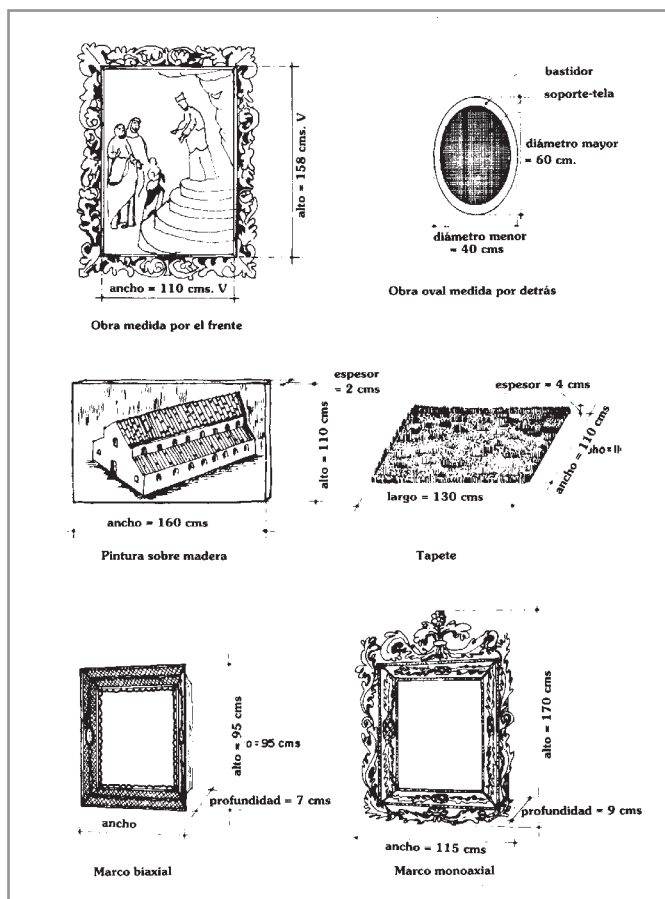 alto = 158 cms. V
ancho = 110 cms. V
Obra medida por el frente
bastidor
soporte-tela
diámetro mayor
= 60 cm.
diámetro menor
= 40 cms
Obra oval medida por detrás
espesor
= 2 cms
alto = 110 cms
ancho = 160 cms
Pintura sobre madera
espesor = 4 cms
ancho = 110 cms
largo = 130 cms
Tapete
alto = 95 cms
o = 95 cms
profundidad = 7 cms
ancho
Marco biaxial
alto = 170 cms
profundidad = 9 cms
ancho = 115 cms
Marco monoaxial